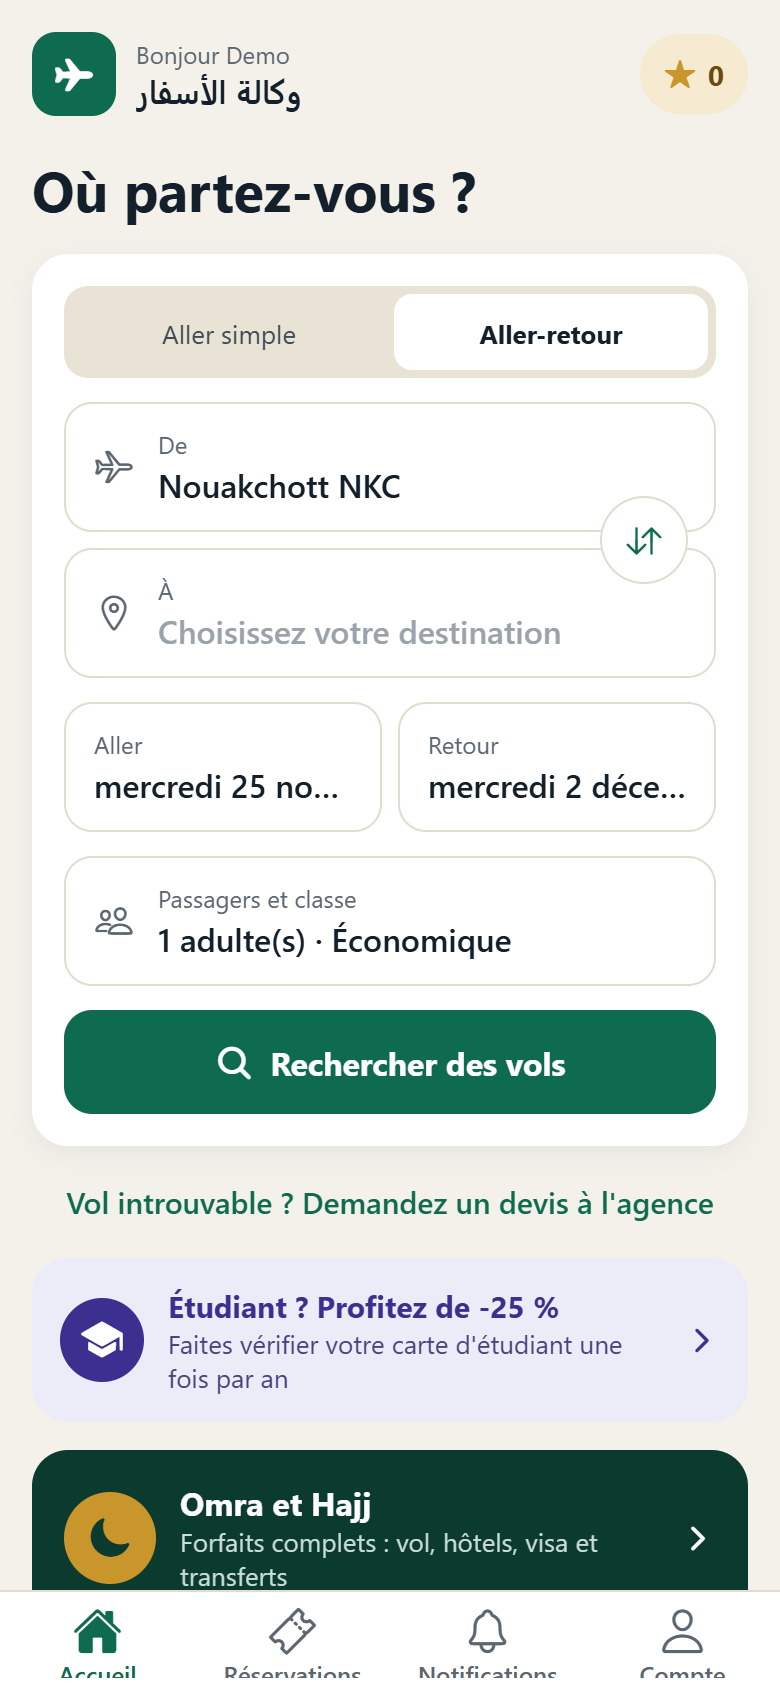 Bonjour Demo
وكالة الأسفار
0
Où partez-vous ?
Aller simple
Aller-retour
De
Nouakchott NKC
À
Choisissez votre destination
Aller
mercredi 25 no...
Retour
mercredi 2 déce...
Passagers et classe
1 adulte(s) · Économique
Rechercher des vols
Vol introuvable ? Demandez un devis à l'agence
Étudiant ? Profitez de -25 %
Faites vérifier votre carte d'étudiant une
fois par an
Omra et Hajj
Forfaits complets : vol, hôtels, visa et
transferts
Accueil
Réservations
Notifications
Compte